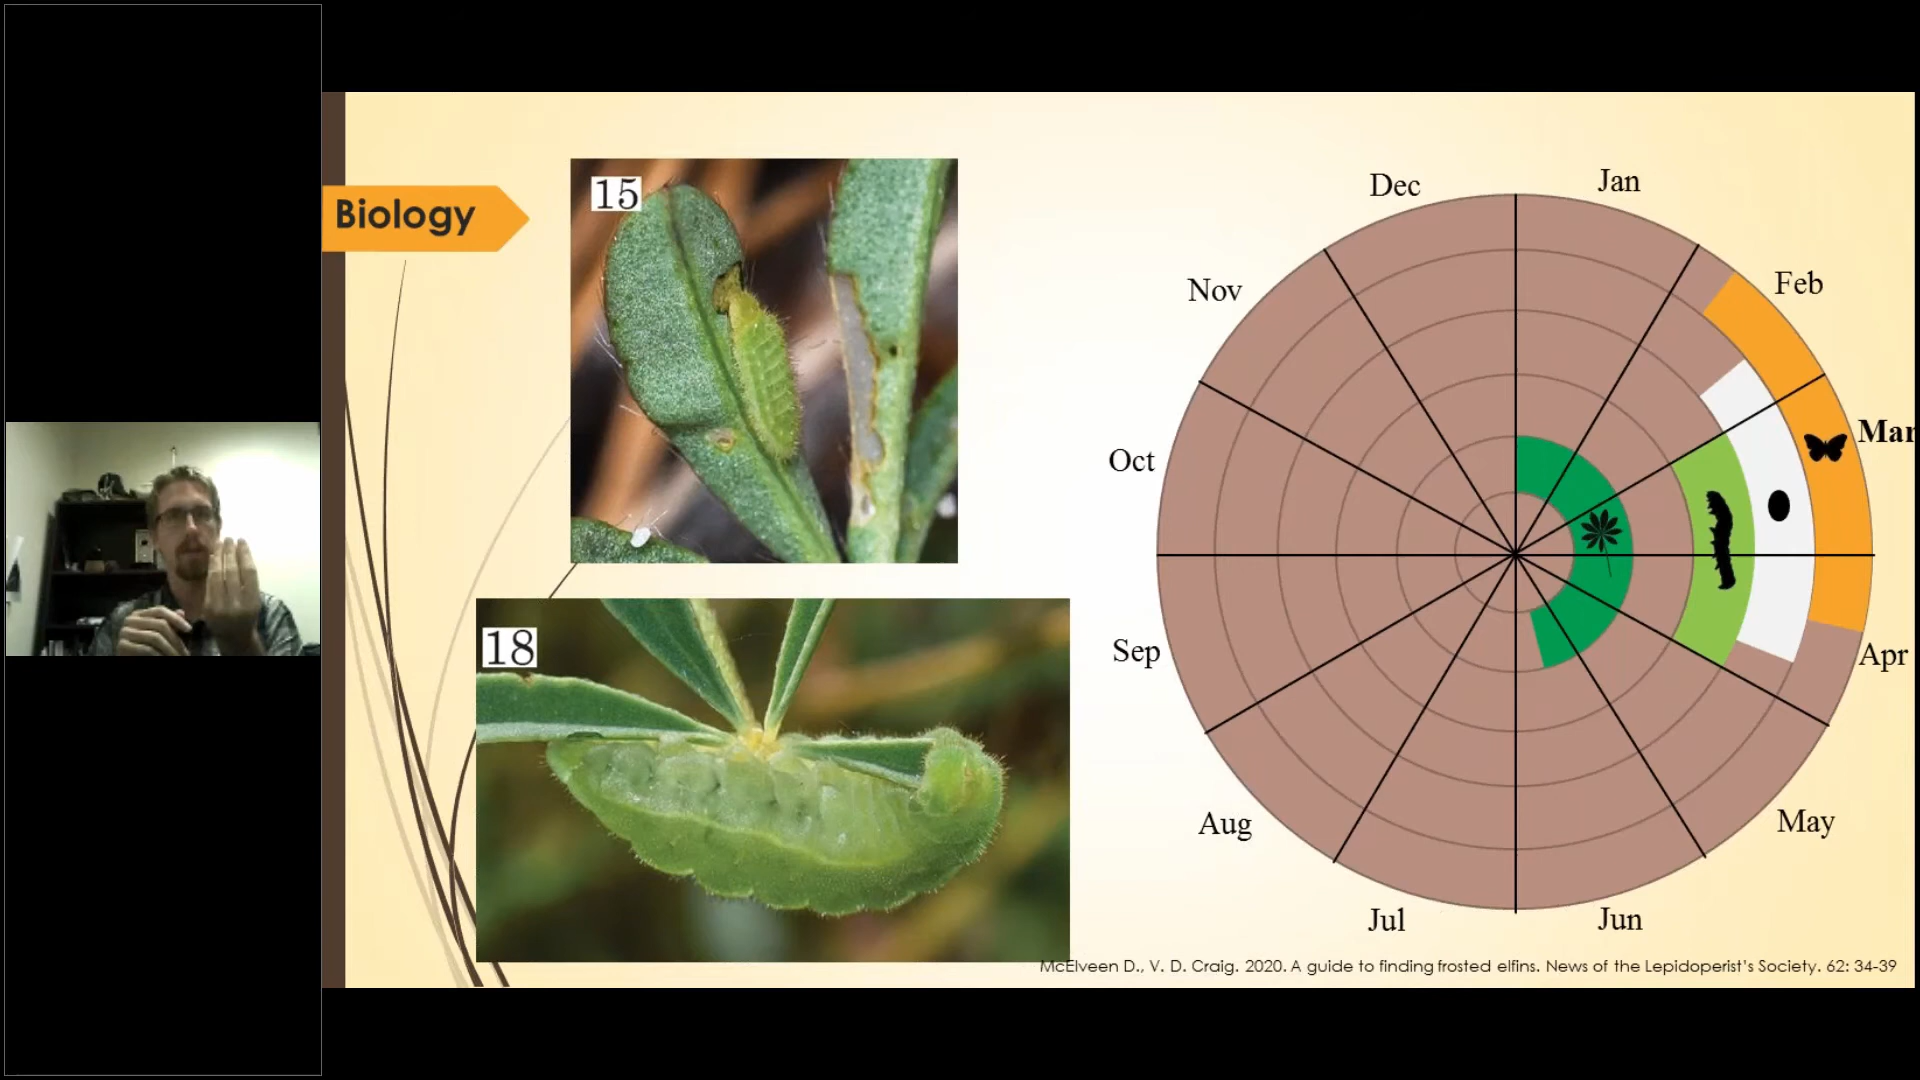 Biology
15
18
Dec
Jan
Nov
Feb
Mar
Oct
Sep
Apr
Aug
May
Jul
Jun
McElveen D., V. D. Craig. 2020. A guide to finding frosted elfins. News of the Lepidoperist's Society. 62: 34-39